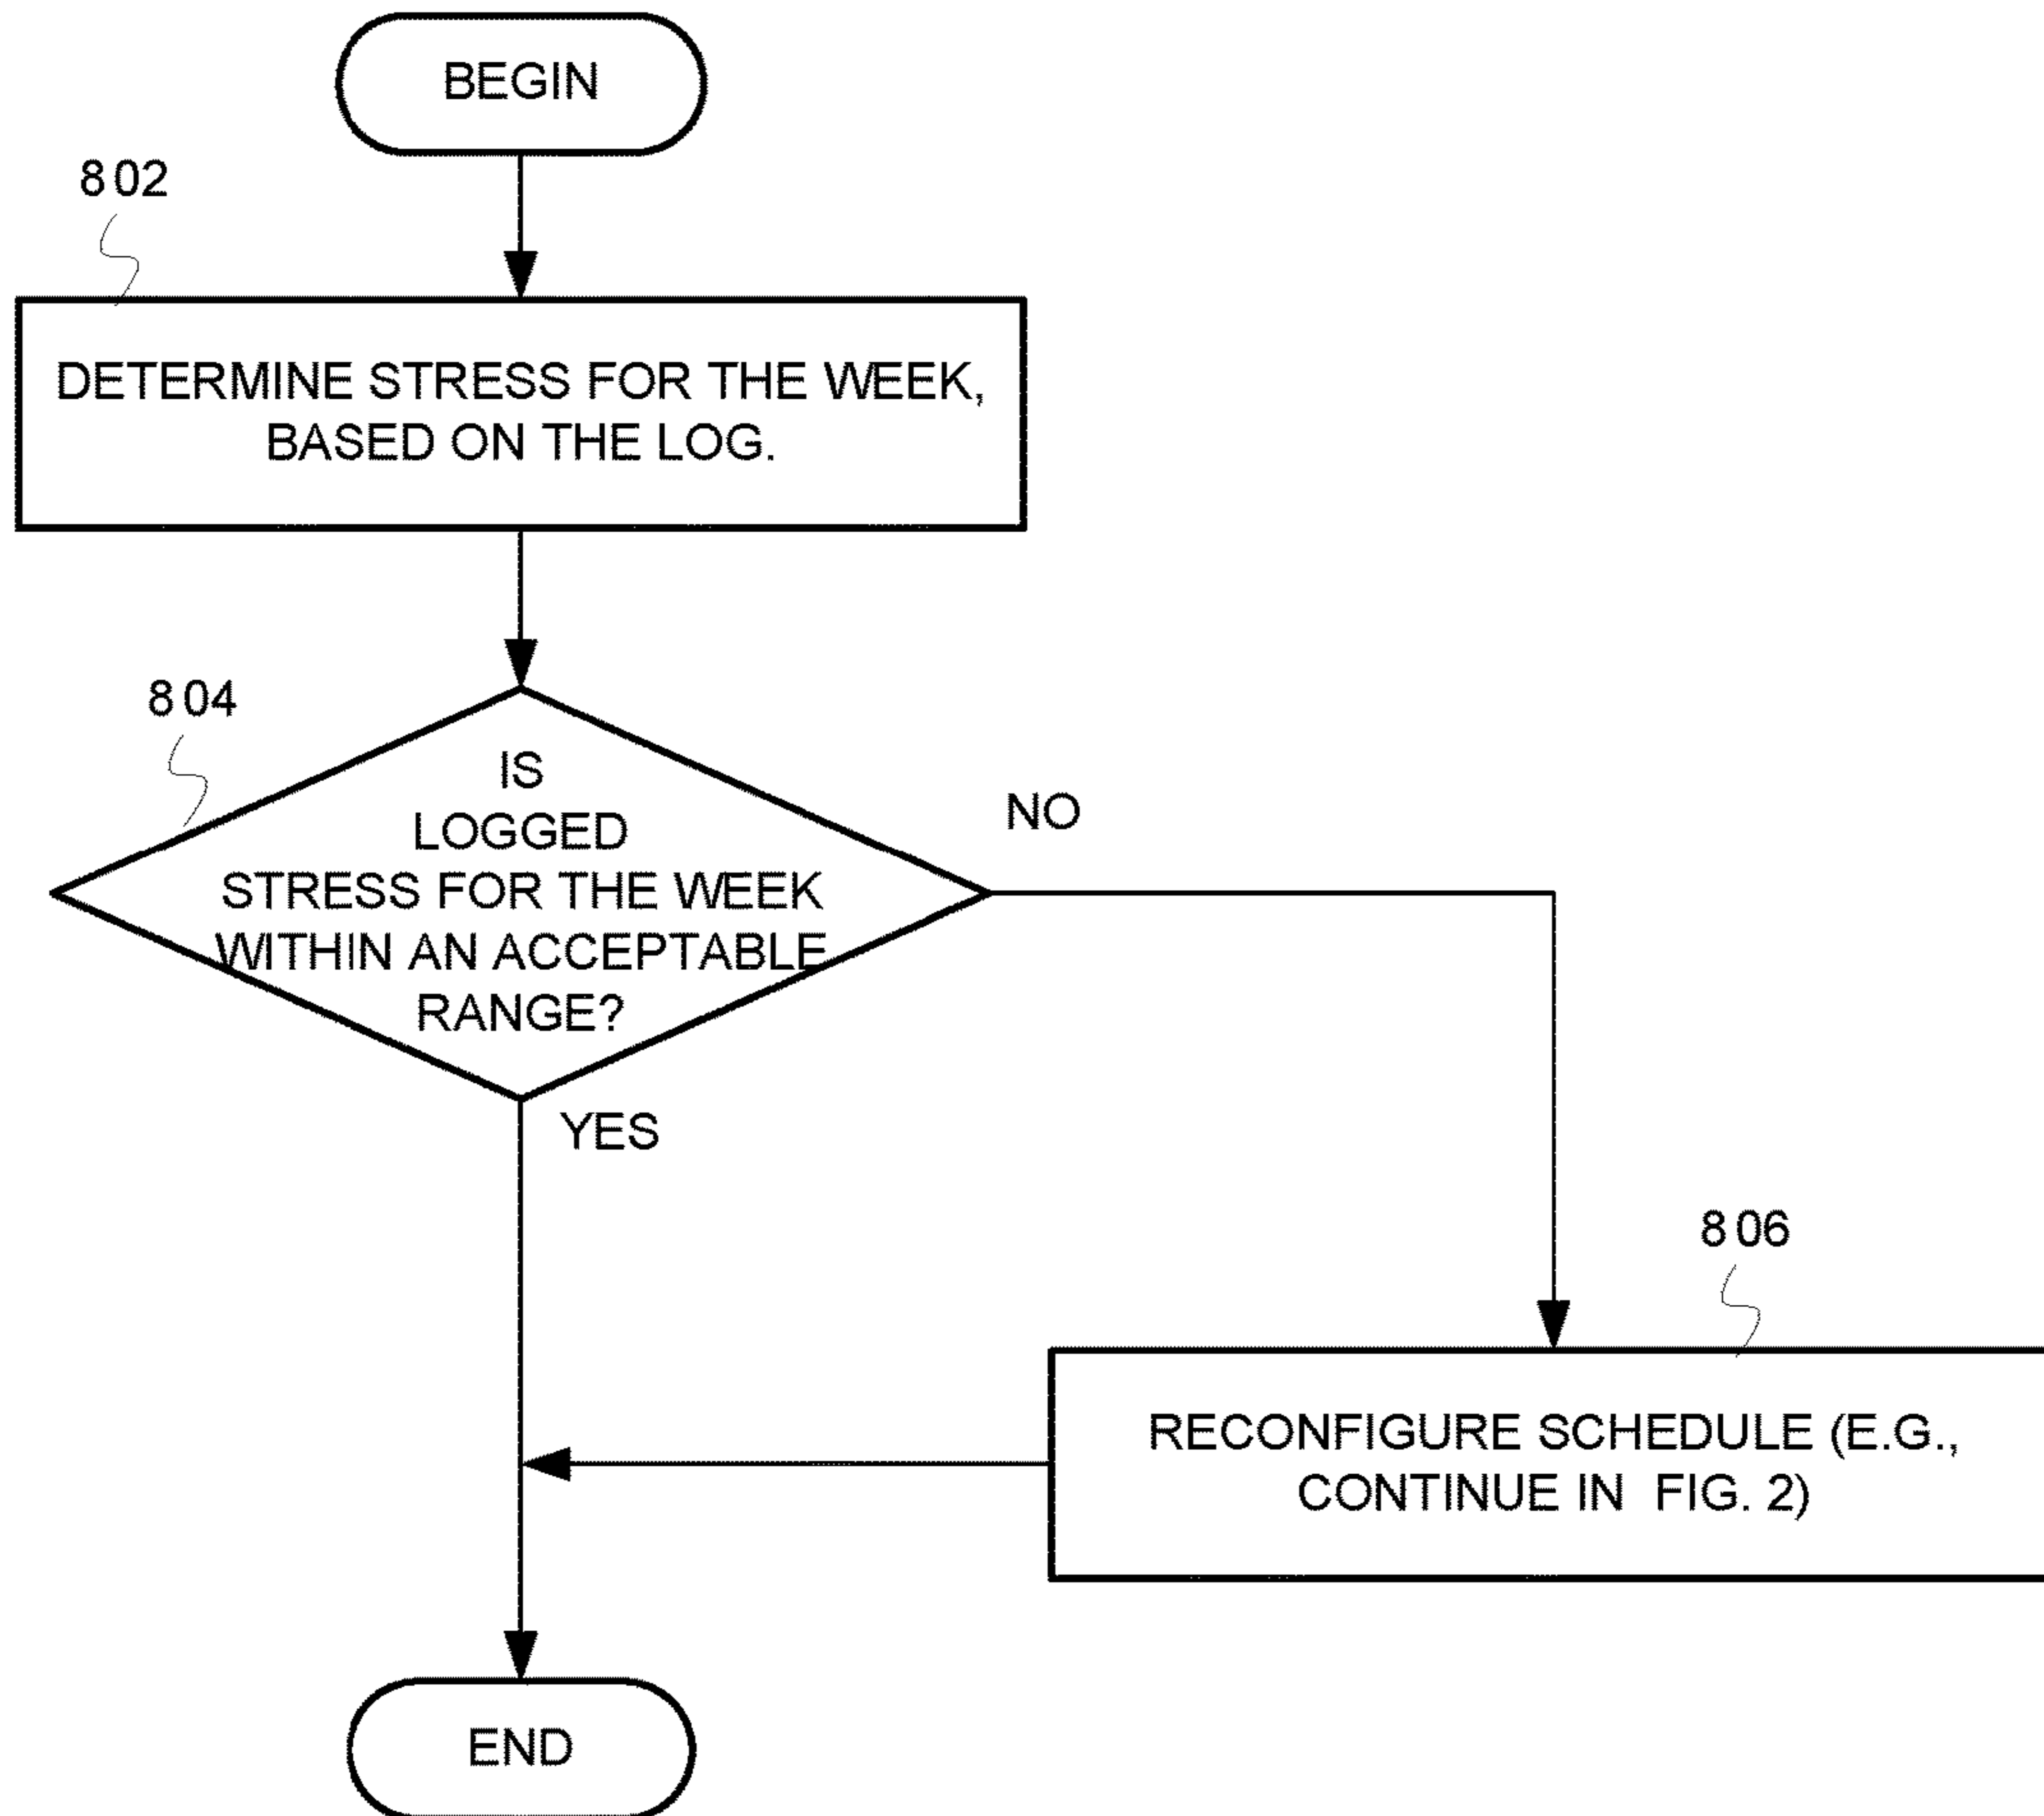 BEGIN
802
DETERMINE STRESS FOR THE WEEK,
BASED ON THE LOG.
804
IS
LOGGED
STRESS FOR THE WEEK
WITHIN AN ACCEPTABLE
RANGE?
NO
YES
806
RECONFIGURE SCHEDULE (E.G.,
CONTINUE IN FIG. 2)
END